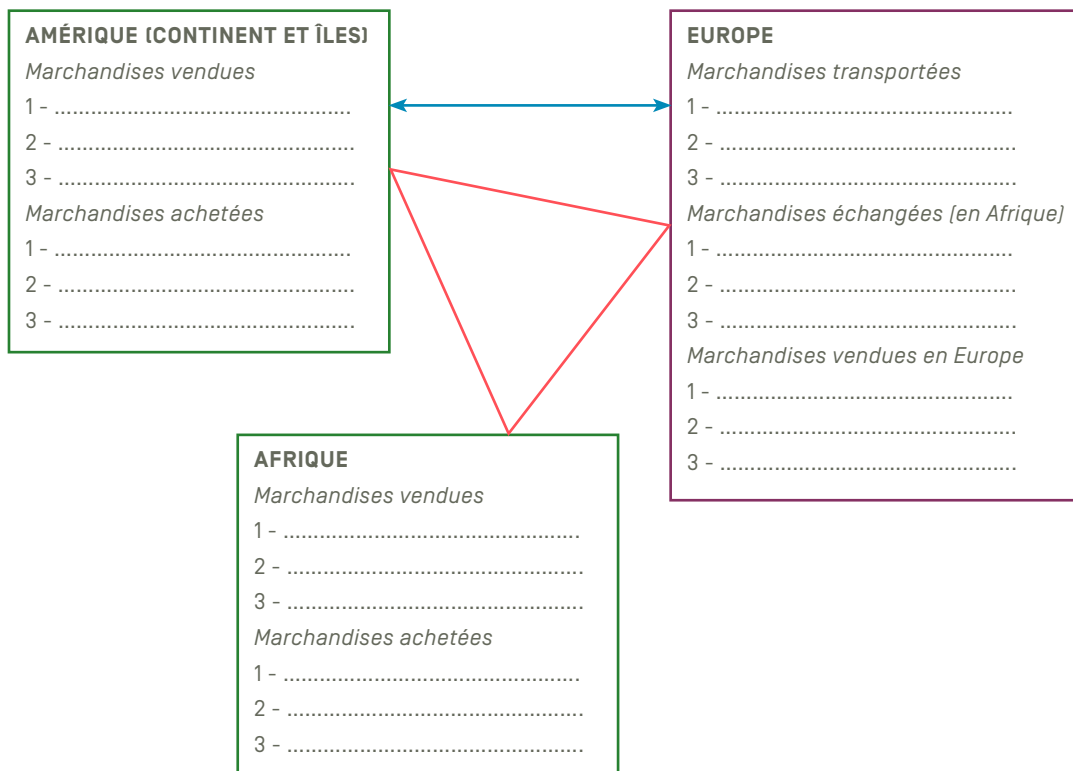 AMÉRIQUE (CONTINENT ET ÎLES)
Marchandises vendues
1 - ..................................................
2 - ..................................................
3 - ..................................................
Marchandises achetées
1 - ..................................................
2 - ..................................................
3 - ..................................................
EUROPE
Marchandises transportées
1 - ..................................................
2 - ..................................................
3 - ..................................................
Marchandises échangées (en Afrique)
1 - ..................................................
2 - ..................................................
3 - ..................................................
Marchandises vendues en Europe
1 - ..................................................
2 - ..................................................
3 - ..................................................
AFRIQUE
Marchandises vendues
1 - ..................................................
2 - ..................................................
3 - ..................................................
Marchandises achetées
1 - ..................................................
2 - ..................................................
3 - ..................................................